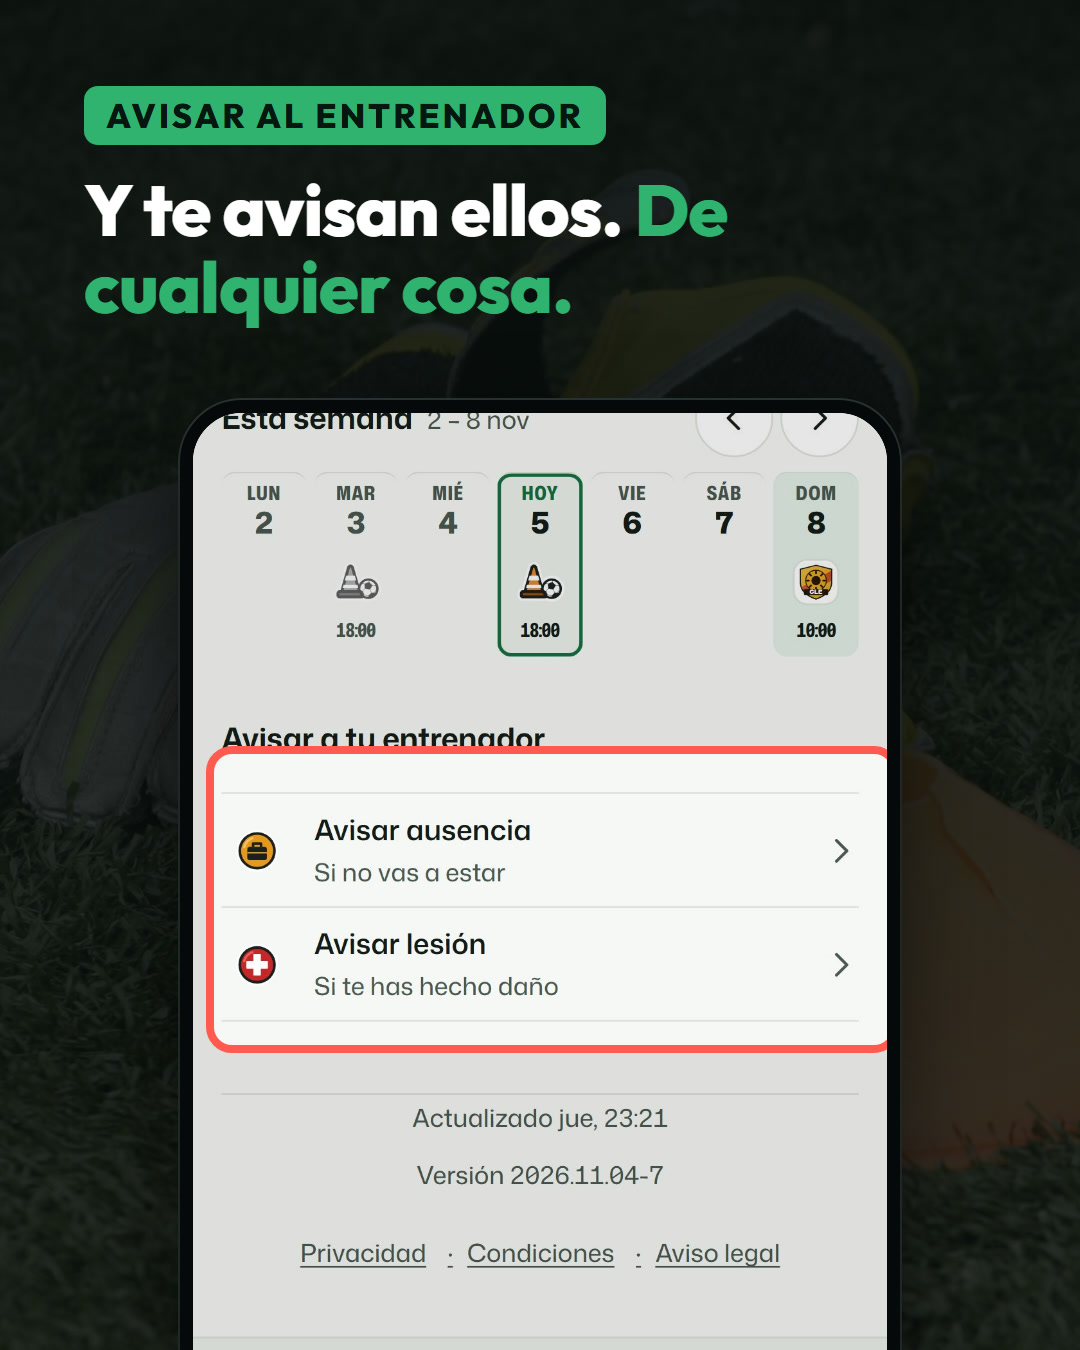 AVISAR AL ENTRENADOR
Y te avisan ellos. De
cualquier cosa.
Esta semana 2 – 8 nov
LUN MAR MIÉ HOY VIE SÁB DOM
2 3 4 5 6 7 8
GLE
18:00 18:00 10:00
Avisar a tu entrenador
Avisar ausencia
Si no vas a estar
Avisar lesión
Si te has hecho daño
Actualizado jue, 23:21
Versión 2026.11.04-7
Privacidad · Condiciones · Aviso legal